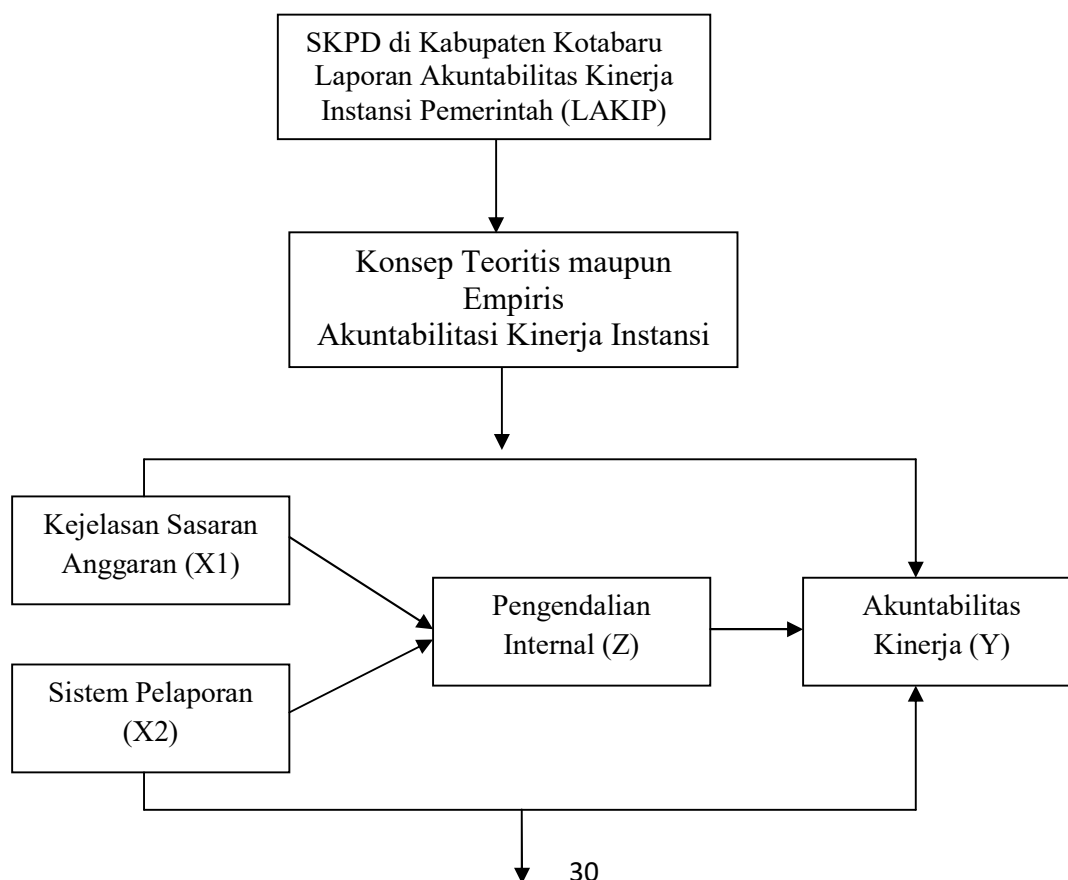 SKPD di Kabupaten Kotabaru
Laporan Akuntabilitas Kinerja
Instansi Pemerintah (LAKIP)
Konsep Teoritis maupun
Empiris
Akuntabilitasi Kinerja Instansi
Kejelasan Sasaran
Anggaran (X1)
Pengendalian
Internal (Z)
Akuntabilitas
Kinerja (Y)
Sistem Pelaporan
(X2)
30